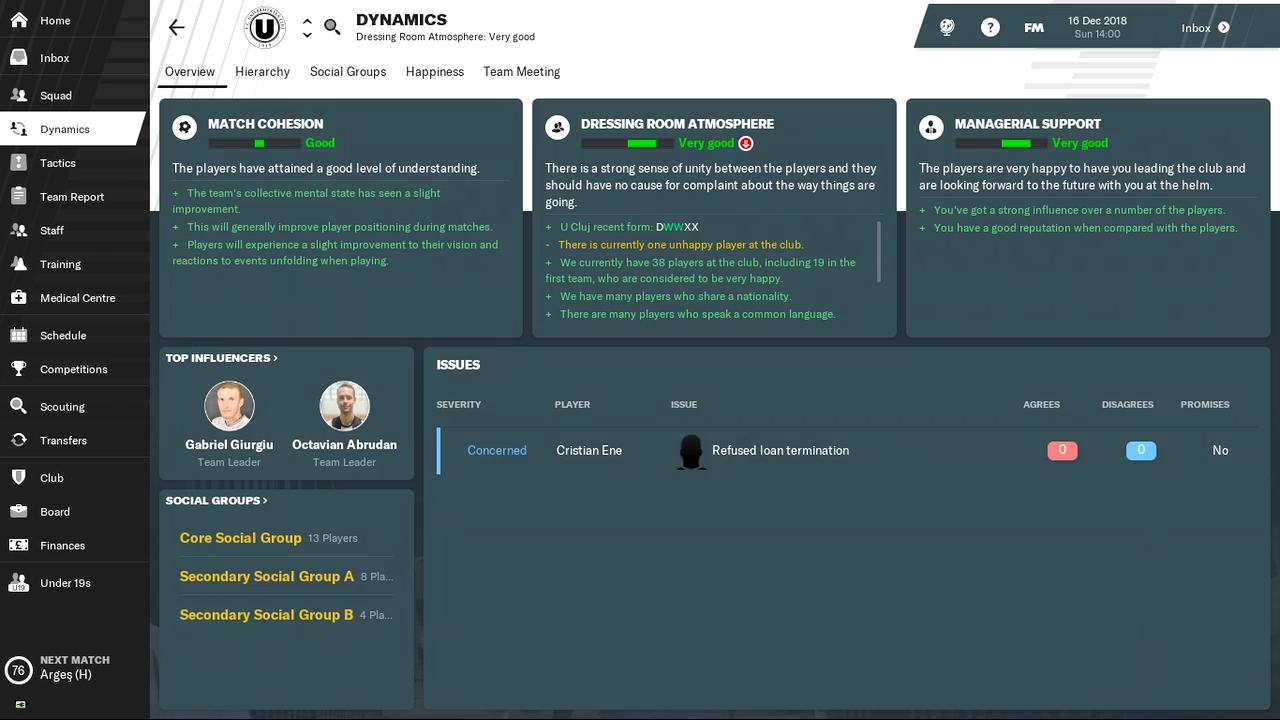 Home
Inbox
Squad
Dynamics
Tactics
Team Report
Staff
Training
Medical Centre
Schedule
Competitions
Scouting
Transfers
Club
Board
Finances
U19
Under 19s
76
NEXT MATCH
Argeş (H)
U
1919
DYNAMICS
Dressing Room Atmosphere: Very good
?
FM
16 Dec 2018
Sun 14:00
Inbox
Overview
Hierarchy
Social Groups
Happiness
Team Meeting
MATCH COHESION
Good
The players have attained a good level of understanding.
+ The team's collective mental state has seen a slight
improvement.
+ This will generally improve player positioning during matches.
+ Players will experience a slight improvement to their vision and
reactions to events unfolding when playing.
DRESSING ROOM ATMOSPHERE
Very good
There is a strong sense of unity between the players and they
should have no cause for complaint about the way things are
going.
+ U Cluj recent form: DWWXX
- There is currently one unhappy player at the club.
+ We currently have 38 players at the club, including 19 in the
first team, who are considered to be very happy.
+ We have many players who share a nationality.
+ There are many players who speak a common language.
MANAGERIAL SUPPORT
Very good
The players are very happy to have you leading the club and
are looking forward to the future with you at the helm.
+ You've got a strong influence over a number of the players.
+ You have a good reputation when compared with the players.
TOP INFLUENCERS >
Gabriel Giurgiu
Team Leader
Octavian Abrudan
Team Leader
SOCIAL GROUPS >
Core Social Group 13 Players
Secondary Social Group A 8 Pla...
Secondary Social Group B 4 Pla...
ISSUES
SEVERITY PLAYER ISSUE AGREES DISAGREES PROMISES
Concerned Cristian Ene Refused loan termination 0 0 No